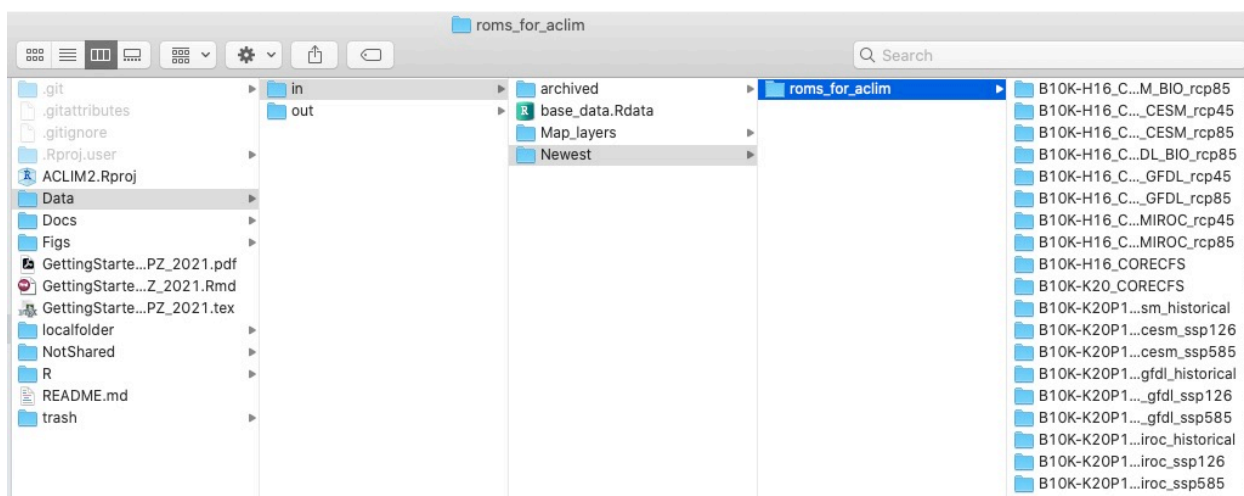 roms_for_aclim
Search
.git
.gitattributes
.gitignore
.Rproj.user
ACLIM2.Rproj
Data
Docs
Figs
GettingStarte...PZ_2021.pdf
GettingStarte...Z_2021.Rmd
GettingStarte...PZ_2021.tex
localfolder
NotShared
R
README.md
trash
in
out
archived
base_data.Rdata
Map_layers
Newest
roms_for_aclim
B10K-H16_C...M_BIO_rcp85
B10K-H16_C..._CESM_rcp45
B10K-H16_C..._CESM_rcp85
B10K-H16_C...DL_BIO_rcp85
B10K-H16_C..._GFDL_rcp45
B10K-H16_C..._GFDL_rcp85
B10K-H16_C...MIROC_rcp45
B10K-H16_C...MIROC_rcp85
B10K-H16_CORECFS
B10K-K20_CORECFS
B10K-K20P1...sm_historical
B10K-K20P1...cesm_ssp126
B10K-K20P1...cesm_ssp585
B10K-K20P1...gfdl_historical
B10K-K20P1..._gfdl_ssp126
B10K-K20P1..._gfdl_ssp585
B10K-K20P1...iroc_historical
B10K-K20P1...iroc_ssp126
B10K-K20P1...iroc_ssp585